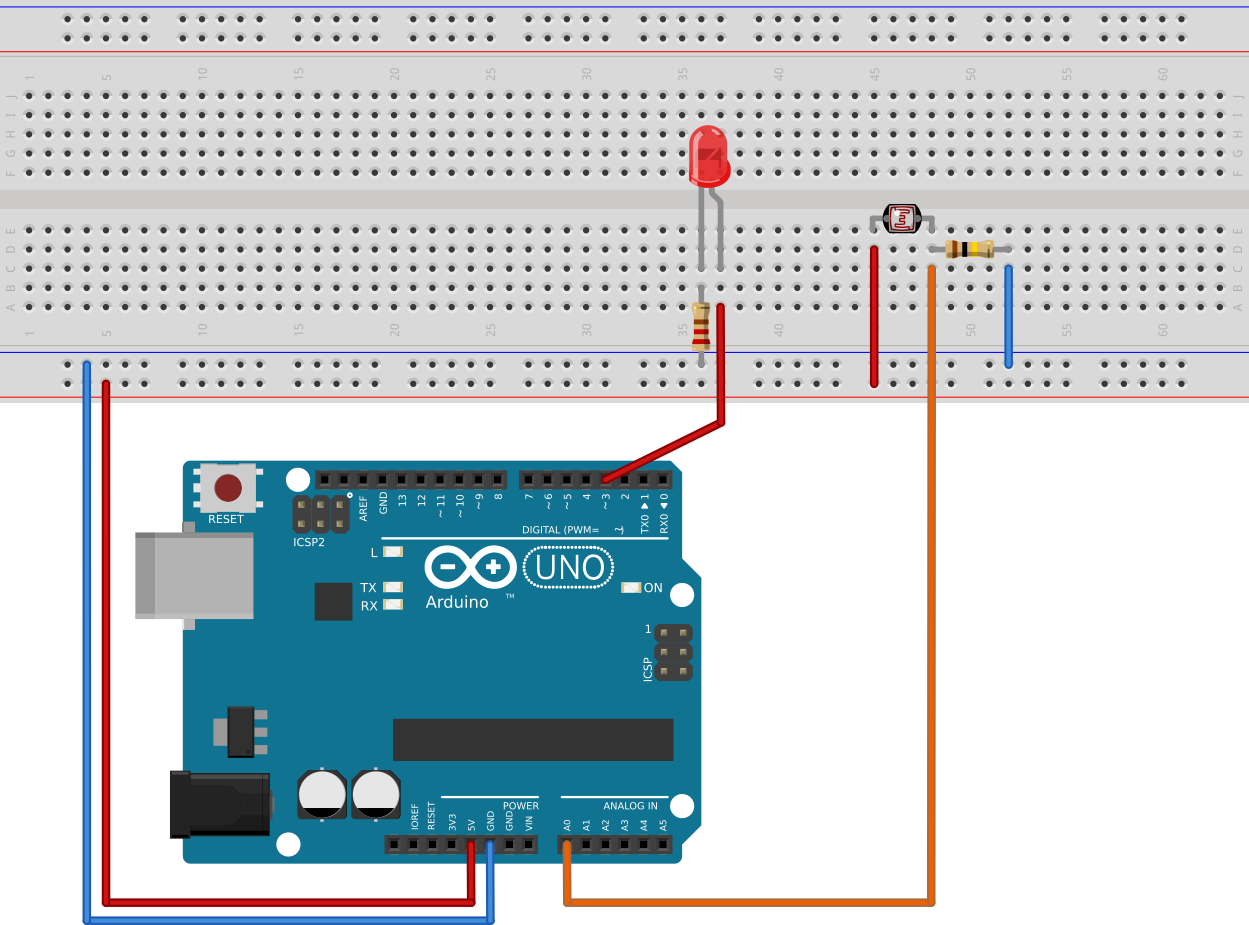 1 5 10 15 20 25 30 35 40 45 50 55 60
J J
I I
H H
G G
F F
E E
D D
C C
B B
A A
1 5 10 15 20 25 30 35 40 45 50 55 60
RESET
ICSP2
AREF
GND
13
12
~11
~10
~9
8
7
~6
~5
4
~3
2
TX0▶1
RX0◀0
DIGITAL (PWM= ~)
L
TX
RX
UNO
ON
Arduino
TM
1
ICSP
POWER
ANALOG IN
IOREF
RESET
3V3
5V
GND
GND
VIN
A0
A1
A2
A3
A4
A5